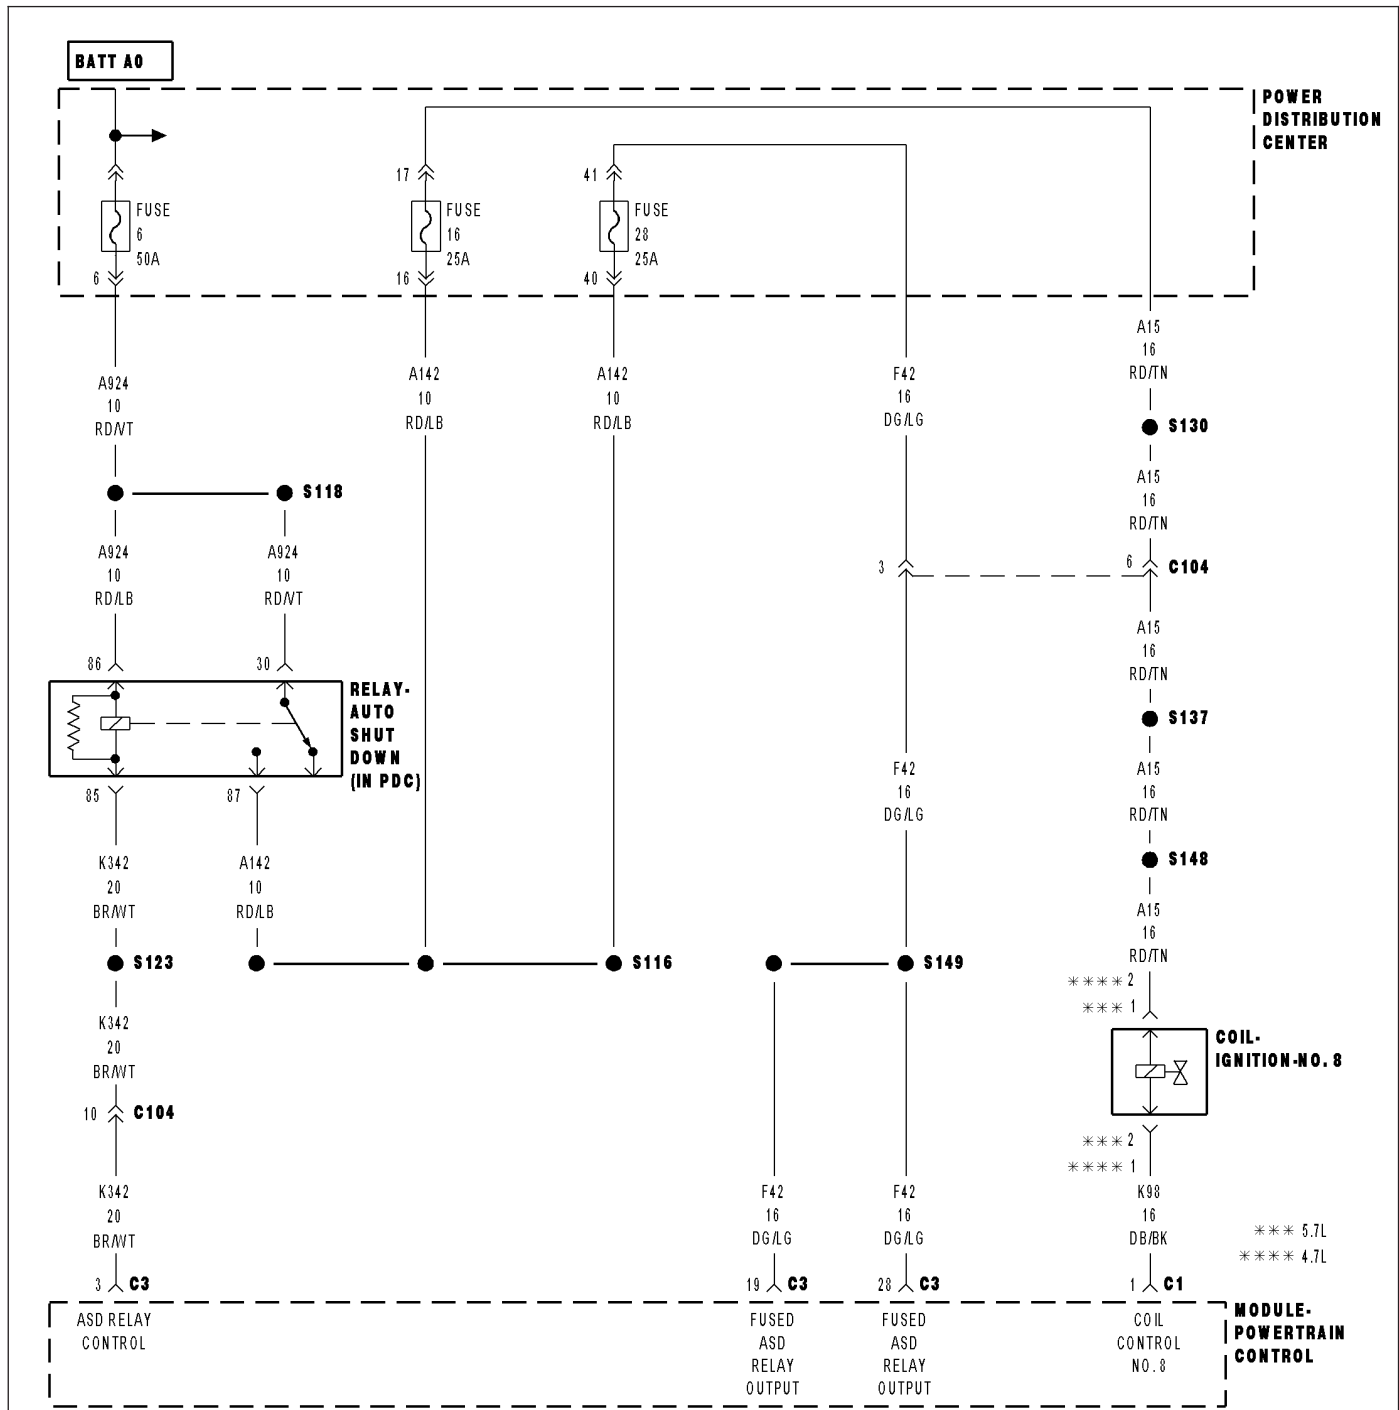 BATT A0
POWER
DISTRIBUTION
CENTER
17
41
FUSE
6
50A
FUSE
16
25A
FUSE
28
25A
6
16
40
A924
10
RD/VT
A142
10
RD/LB
A142
10
RD/LB
F42
16
DG/LG
A15
16
RD/TN
S130
S118
A15
16
RD/TN
A924
10
RD/LB
A924
10
RD/VT
3
6
C104
A15
16
RD/TN
86
30
RELAY-
AUTO
SHUT
DOWN
(IN PDC)
S137
85
87
F42
16
DG/LG
A15
16
RD/TN
S148
K342
20
BR/WT
A142
10
RD/LB
A15
16
RD/TN
S123
S116
S149
**** 2
*** 1
K342
20
BR/WT
COIL-
IGNITION-NO. 8
10
C104
*** 2
**** 1
K342
20
BR/WT
F42
16
DG/LG
F42
16
DG/LG
K98
16
DB/BK
*** 5.7L
**** 4.7L
3
C3
19
C3
28
C3
1
C1
ASD RELAY
CONTROL
FUSED
ASD
RELAY
OUTPUT
FUSED
ASD
RELAY
OUTPUT
COIL
CONTROL
NO. 8
MODULE-
POWERTRAIN
CONTROL